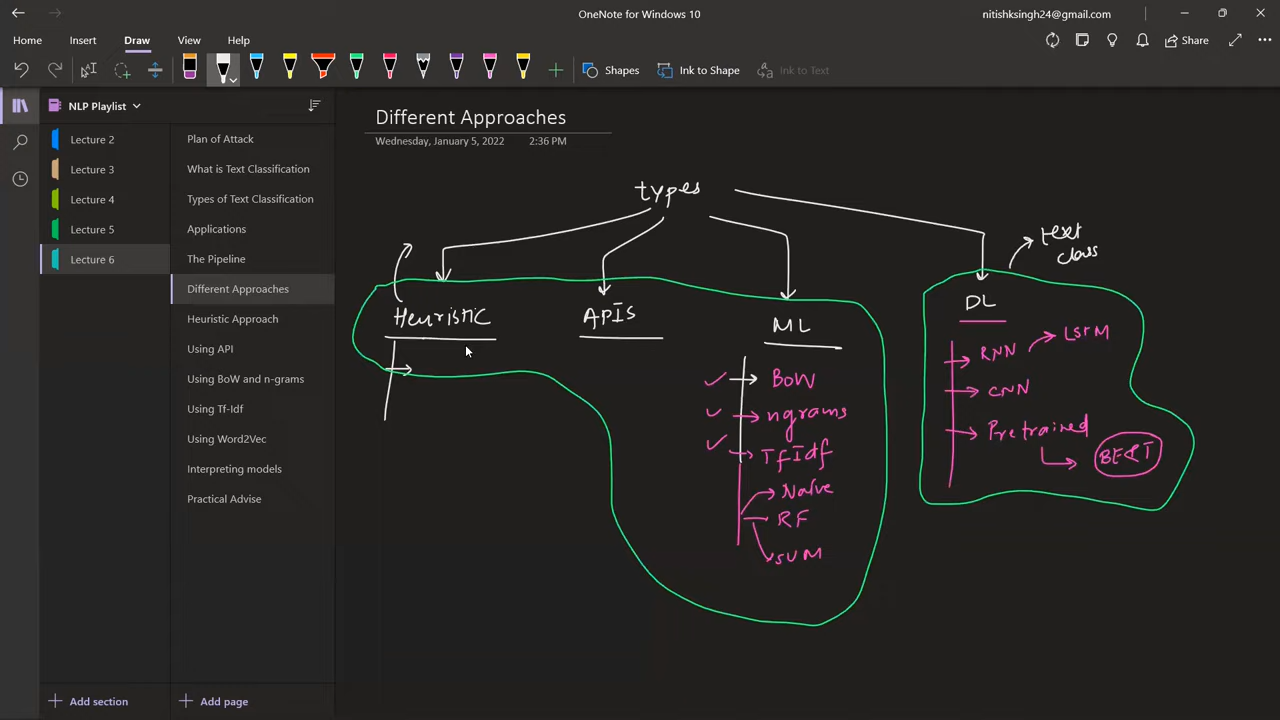 OneNote for Windows 10
nitishksingh24@gmail.com
Home Insert Draw View Help
Share
Shapes Ink to Shape Ink to Text
NLP Playlist
Lecture 2
Lecture 3
Lecture 4
Lecture 5
Lecture 6
Plan of Attack
What is Text Classification
Types of Text Classification
Applications
The Pipeline
Different Approaches
Heuristic Approach
Using API
Using BoW and n-grams
Using Tf-Idf
Using Word2Vec
Interpreting models
Practical Advise
Add section
Add page
Different Approaches
Wednesday, January 5, 2022 2:36 PM
types
Heuristic
APIs
ML
BoW
ngrams
TfIdf
Naive
RF
SVM
text
class
DL
RNN
LSTM
CNN
Pretrained
BERT